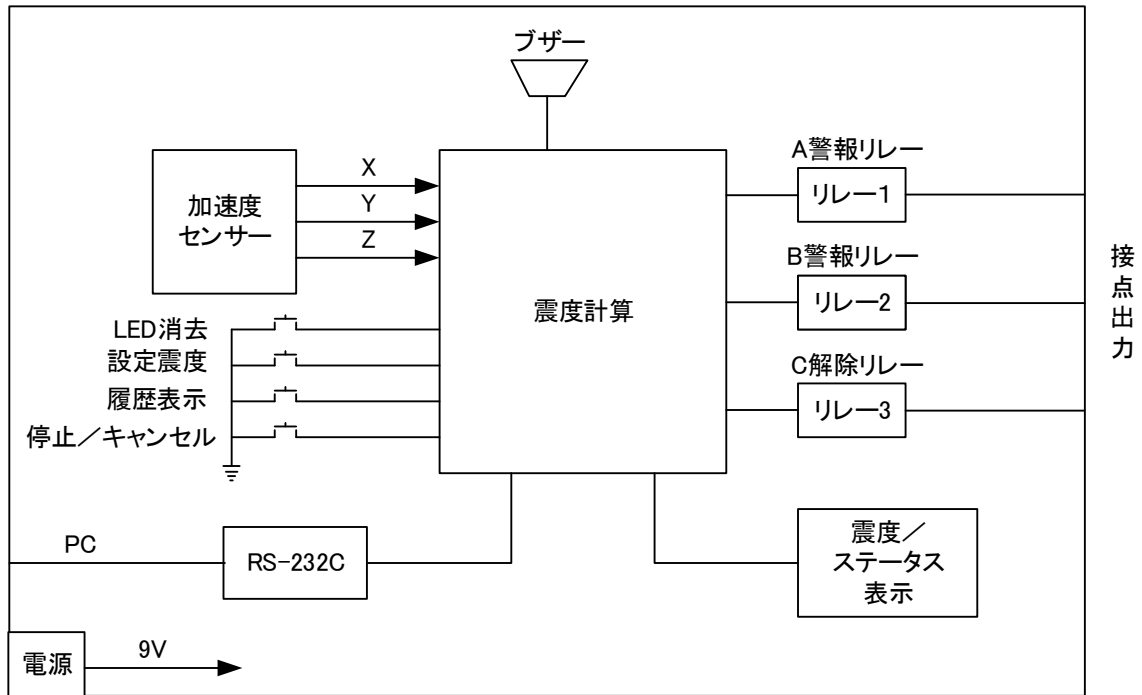 ブザー
加速度
センサー
X
Y
Z
震度計算
A警報リレー
リレー1
B警報リレー
リレー2
C解除リレー
リレー3
接点出力
LED消去
設定震度
履歴表示
停止／キャンセル
PC
RS-232C
震度／
ステータス
表示
電源
9V